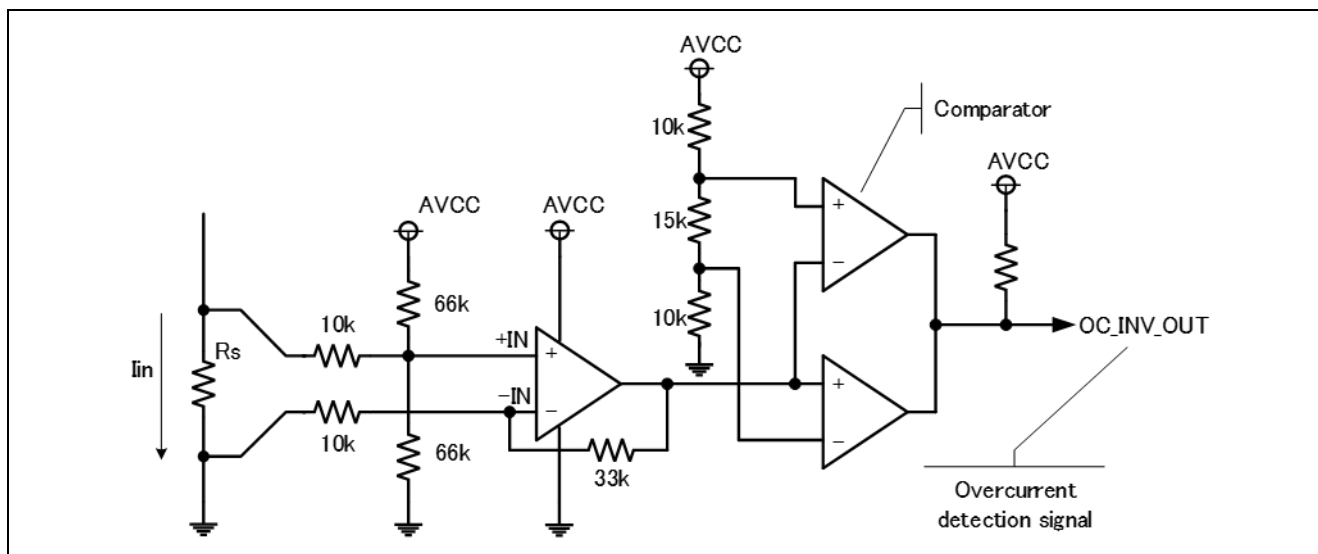 AVCC
10k
Comparator
AVCC
AVCC
AVCC
+
15k
−
66k
10k
10k
OC_INV_OUT
+IN
+
Rs
Iin
−IN
−
+
10k
66k
33k
−
Overcurrent
detection signal